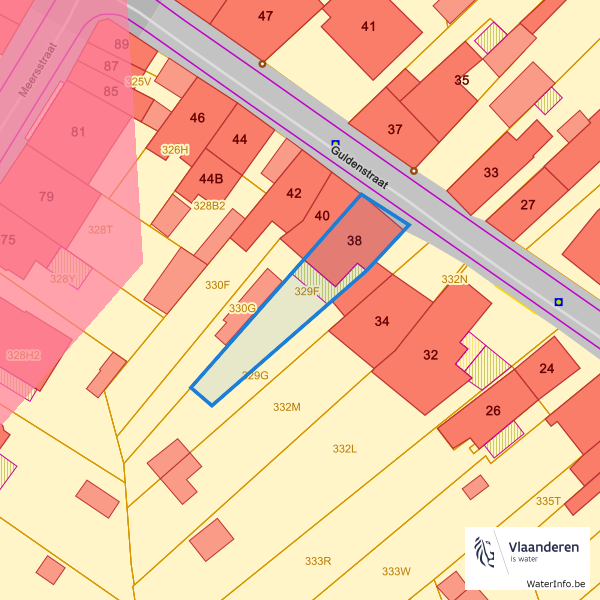 47
41
89
87
85
325V
Meersstraat
35
46
44
37
81
326H
Guldenstraat
44B
33
79
42
40
328B2
27
328T
38
75
328Y
330F
329F
332N
330G
34
32
328H2
24
329G
332M
26
332L
335T
333R
333W
Vlaanderen
is water
WaterInfo.be